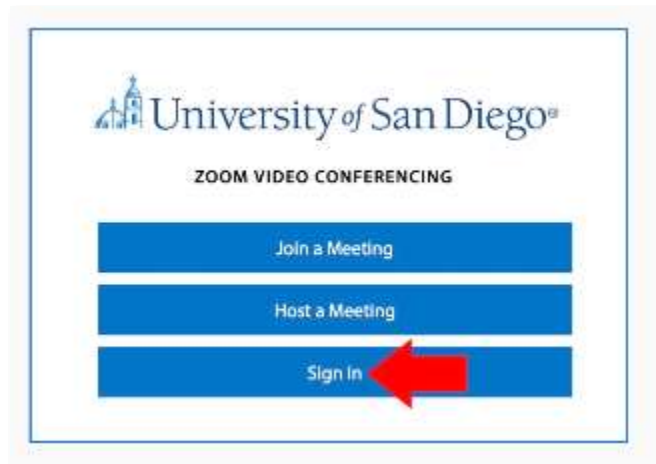 University of San Diego®
ZOOM VIDEO CONFERENCING
Join a Meeting
Host a Meeting
Sign In